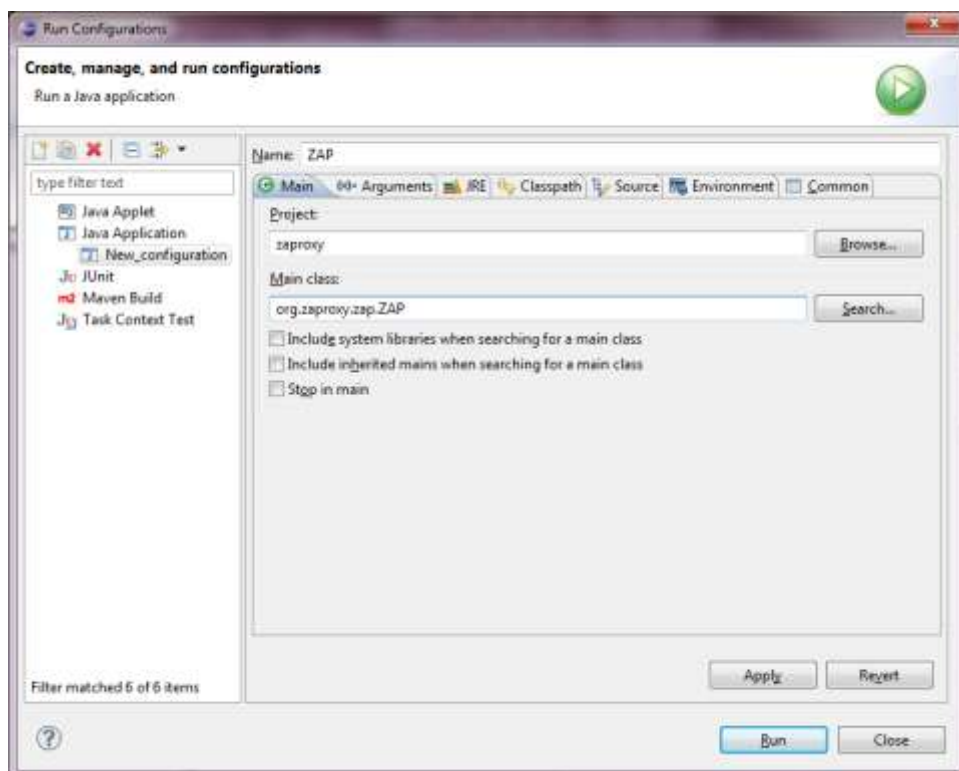 Run Configurations
Create, manage, and run configurations
Run a Java application
type filter text
Java Applet
Java Application
New_configuration
Ju JUnit
m2 Maven Build
Task Context Test
Filter matched 6 of 6 items
Name: ZAP
Main Arguments JRE Classpath Source Environment Common
Project:
zaproxy
Browse...
Main class:
org.zaproxy.zap.ZAP
Search...
Include system libraries when searching for a main class
Include inherited mains when searching for a main class
Stop in main
Apply Revert
Run Close